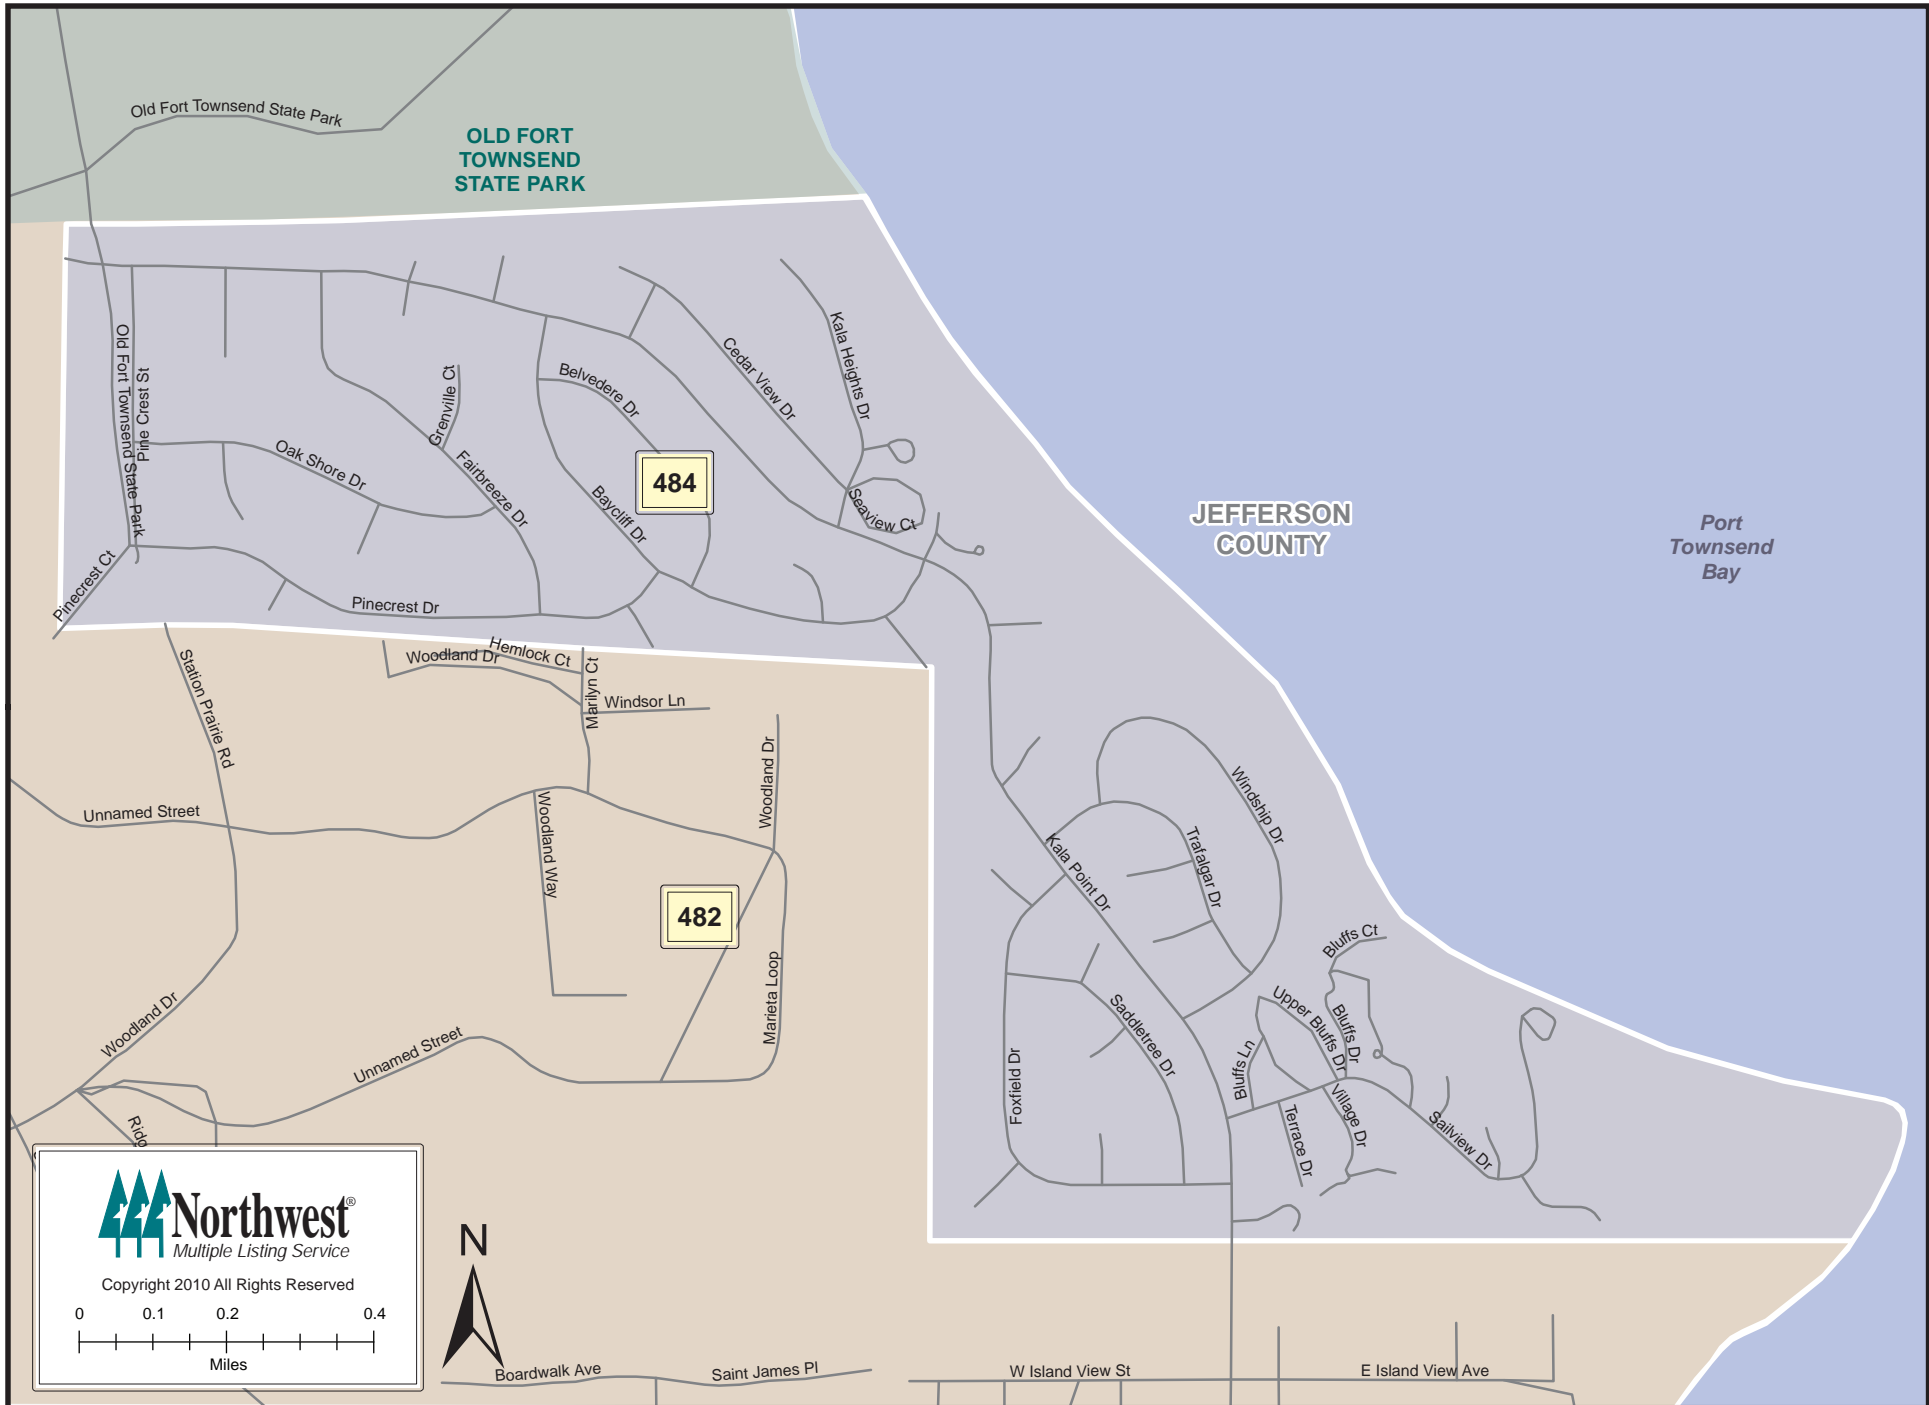 Old Fort Townsend State Park
OLD FORT
TOWNSEND
STATE PARK
Old Fort Townsend State Park
Pine Crest St
Grenville Ct
Belvedere Dr
Cedar View Dr
Kala Heights Dr
Oak Shore Dr
Fairbreeze Dr
Baycliff Dr
484
Seaview Ct
JEFFERSON
COUNTY
Port
Townsend
Bay
Pinecrest Ct
Pinecrest Dr
Station Prairie Rd
Woodland Dr
Hemlock Ct
Marilyn Ct
Windsor Ln
Woodland Dr
Unnamed Street
Woodland Way
482
Marieta Loop
Woodland Dr
Unnamed Street
Windship Dr
Trafalgar Dr
Kala Point Dr
Saddletree Dr
Foxfield Dr
Bluffs Ct
Upper Bluffs Dr
Bluffs Dr
Bluffs Ln
Terrace Dr
Village Dr
Sailview Dr
Northwest®
Multiple Listing Service
Copyright 2010 All Rights Reserved
0 0.1 0.2 0.4
Miles
N
Boardwalk Ave
Saint James Pl
W Island View St
E Island View Ave